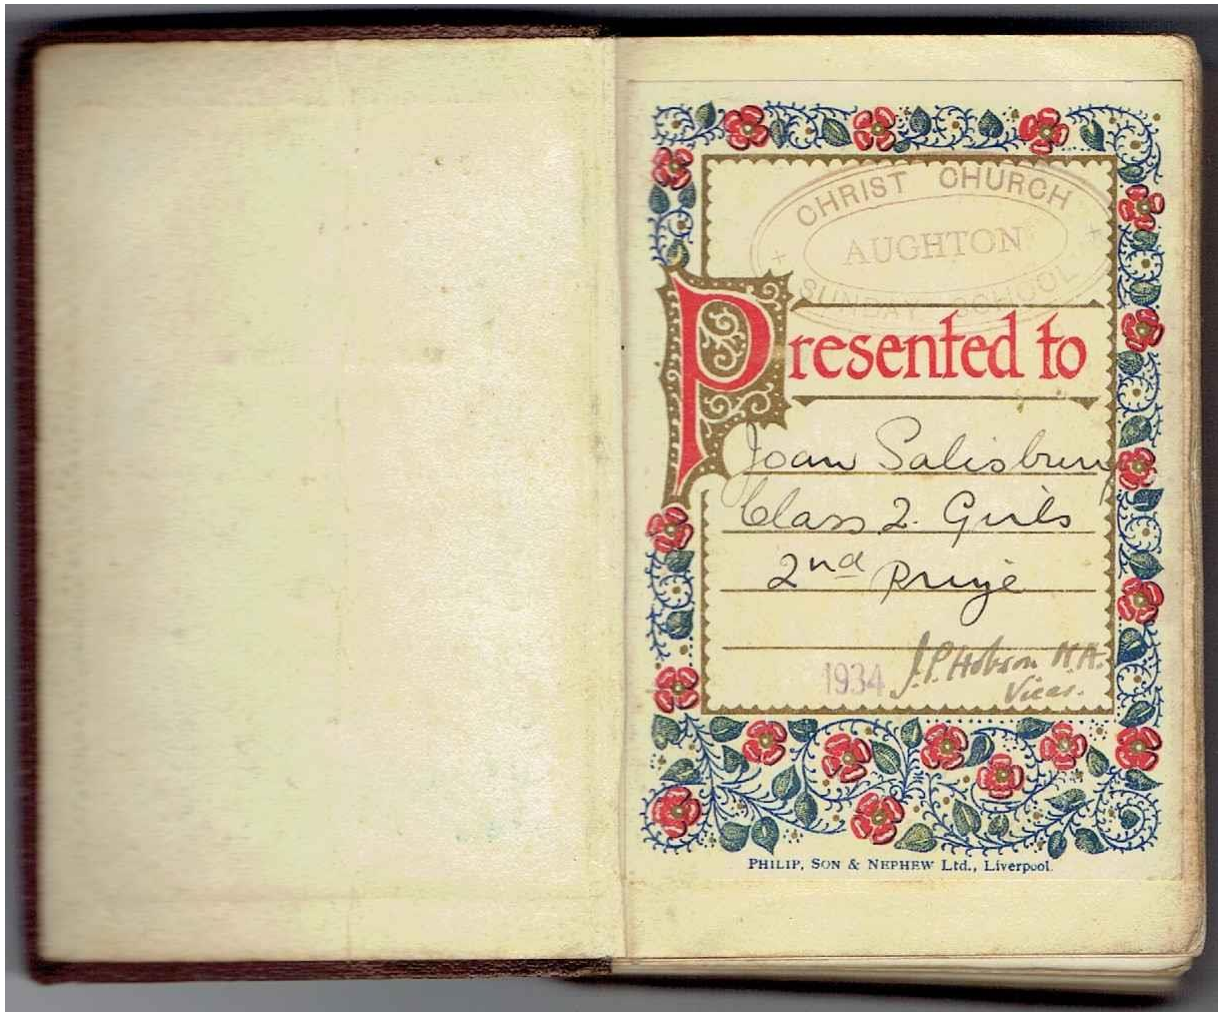 CHRIST CHURCH
AUGHTON
SUNDAY SCHOOL
Presented to
Joan Salisbury
Class 2. Girls
2nd Prize
1934 J.P. Hobson M.A.
Vicar.
PHILIP, SON & NEPHEW Ltd., Liverpool.